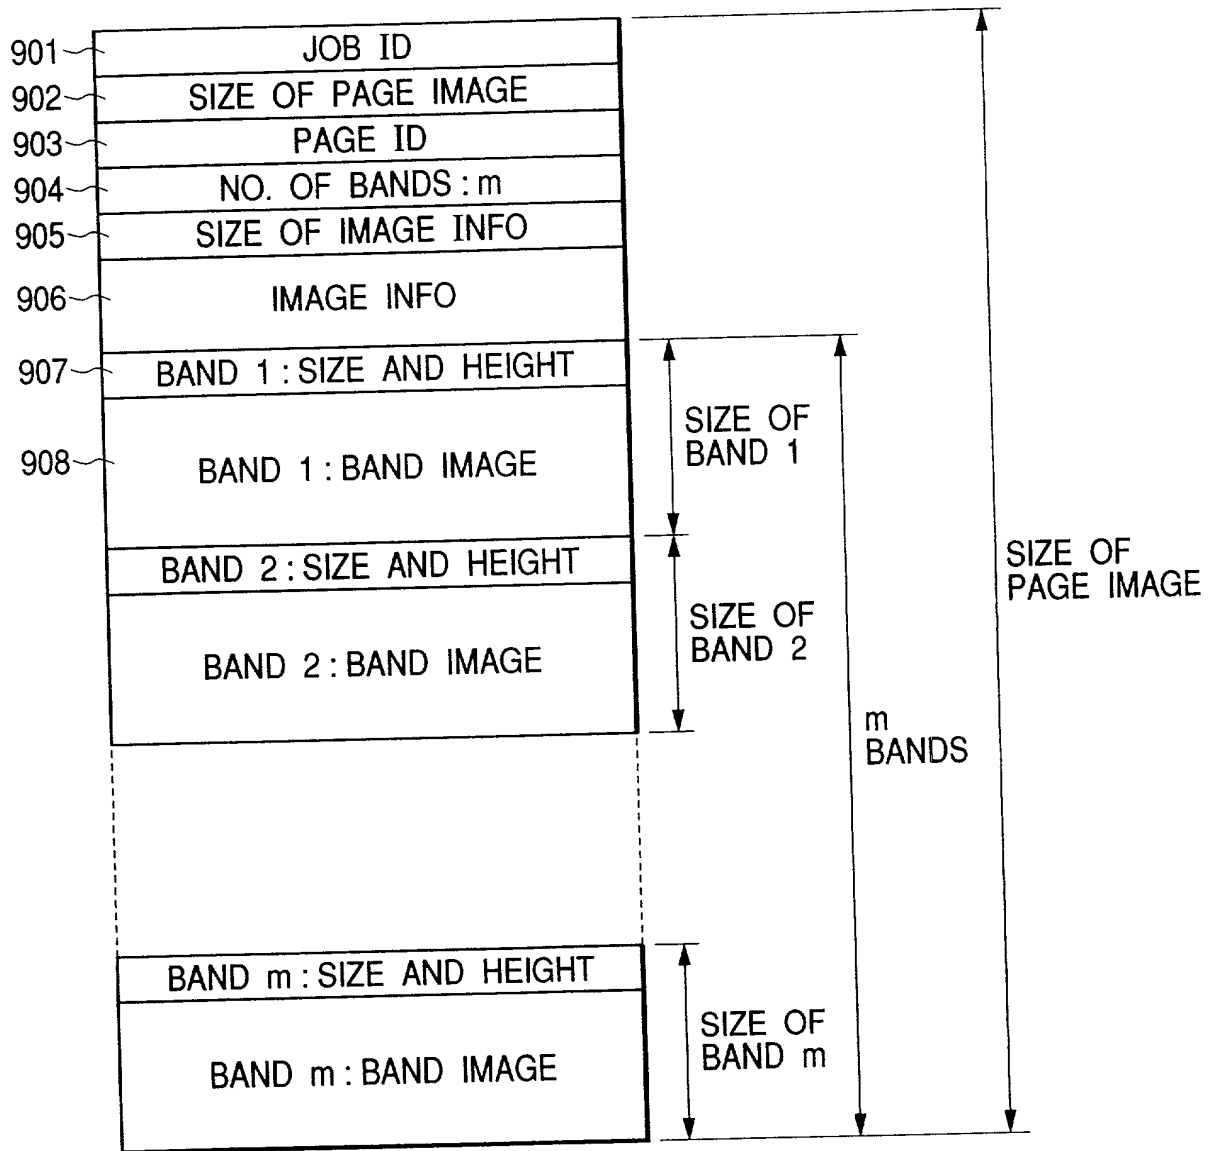 901
JOB ID
902
SIZE OF PAGE IMAGE
903
PAGE ID
904
NO. OF BANDS : m
905
SIZE OF IMAGE INFO
906
IMAGE INFO
907
BAND 1 : SIZE AND HEIGHT
908
BAND 1 : BAND IMAGE
SIZE OF
BAND 1
BAND 2 : SIZE AND HEIGHT
BAND 2 : BAND IMAGE
SIZE OF
BAND 2
SIZE OF
PAGE IMAGE
m
BANDS
BAND m : SIZE AND HEIGHT
BAND m : BAND IMAGE
SIZE OF
BAND m